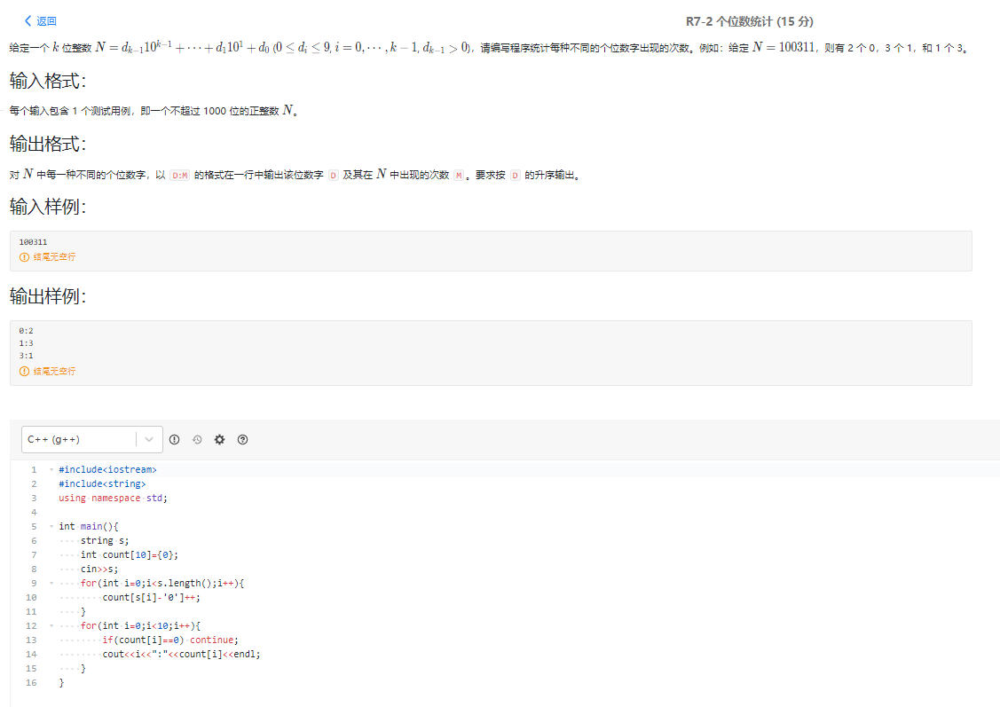 返回
R7-2 个位数统计 (15 分)
给定一个 k 位整数 N = d_{k-1}10^{k-1} + ⋯ + d_1 10^1 + d_0 (0 ≤ d_i ≤ 9, i = 0, ⋯ , k − 1, d_{k-1} > 0)，请编写程序统计每种不同的个位数字出现的次数。例如：给定 N = 100311，则有 2 个 0，3 个 1，和 1 个 3。
输入格式：
每个输入包含 1 个测试用例，即一个不超过 1000 位的正整数 N。
输出格式：
对 N 中每一种不同的个位数字，以 D:M 的格式在一行中输出该位数字 D 及其在 N 中出现的次数 M 。要求按 D 的升序输出。
输入样例：
100311
结尾无空行
输出样例：
0:2
1:3
3:1
结尾无空行
C++ (g++)
1 #include<iostream>
2 #include<string>
3 using namespace std;
4
5 int main(){
6     string s;
7     int count[10]={0};
8     cin>>s;
9     for(int i=0;i<s.length();i++){
10         count[s[i]-'0']++;
11     }
12     for(int i=0;i<10;i++){
13         if(count[i]==0) continue;
14         cout<<i<<":"<<count[i]<<endl;
15     }
16 }